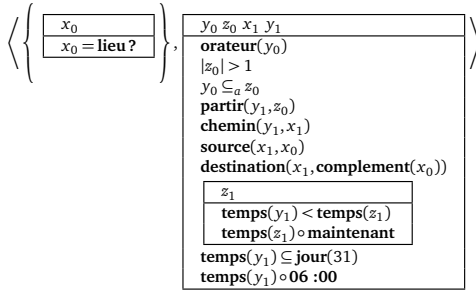 x₀
x₀ = lieu ?
y₀ z₀ x₁ y₁
orateur(y₀)
|z₀| > 1
y₀ ⊆ₐ z₀
partir(y₁,z₀)
chemin(y₁,x₁)
source(x₁,x₀)
destination(x₁,complement(x₀))
z₁
temps(y₁) < temps(z₁)
temps(z₁) ∘ maintenant
temps(y₁) ⊆ jour(31)
temps(y₁) ∘ 06 :00